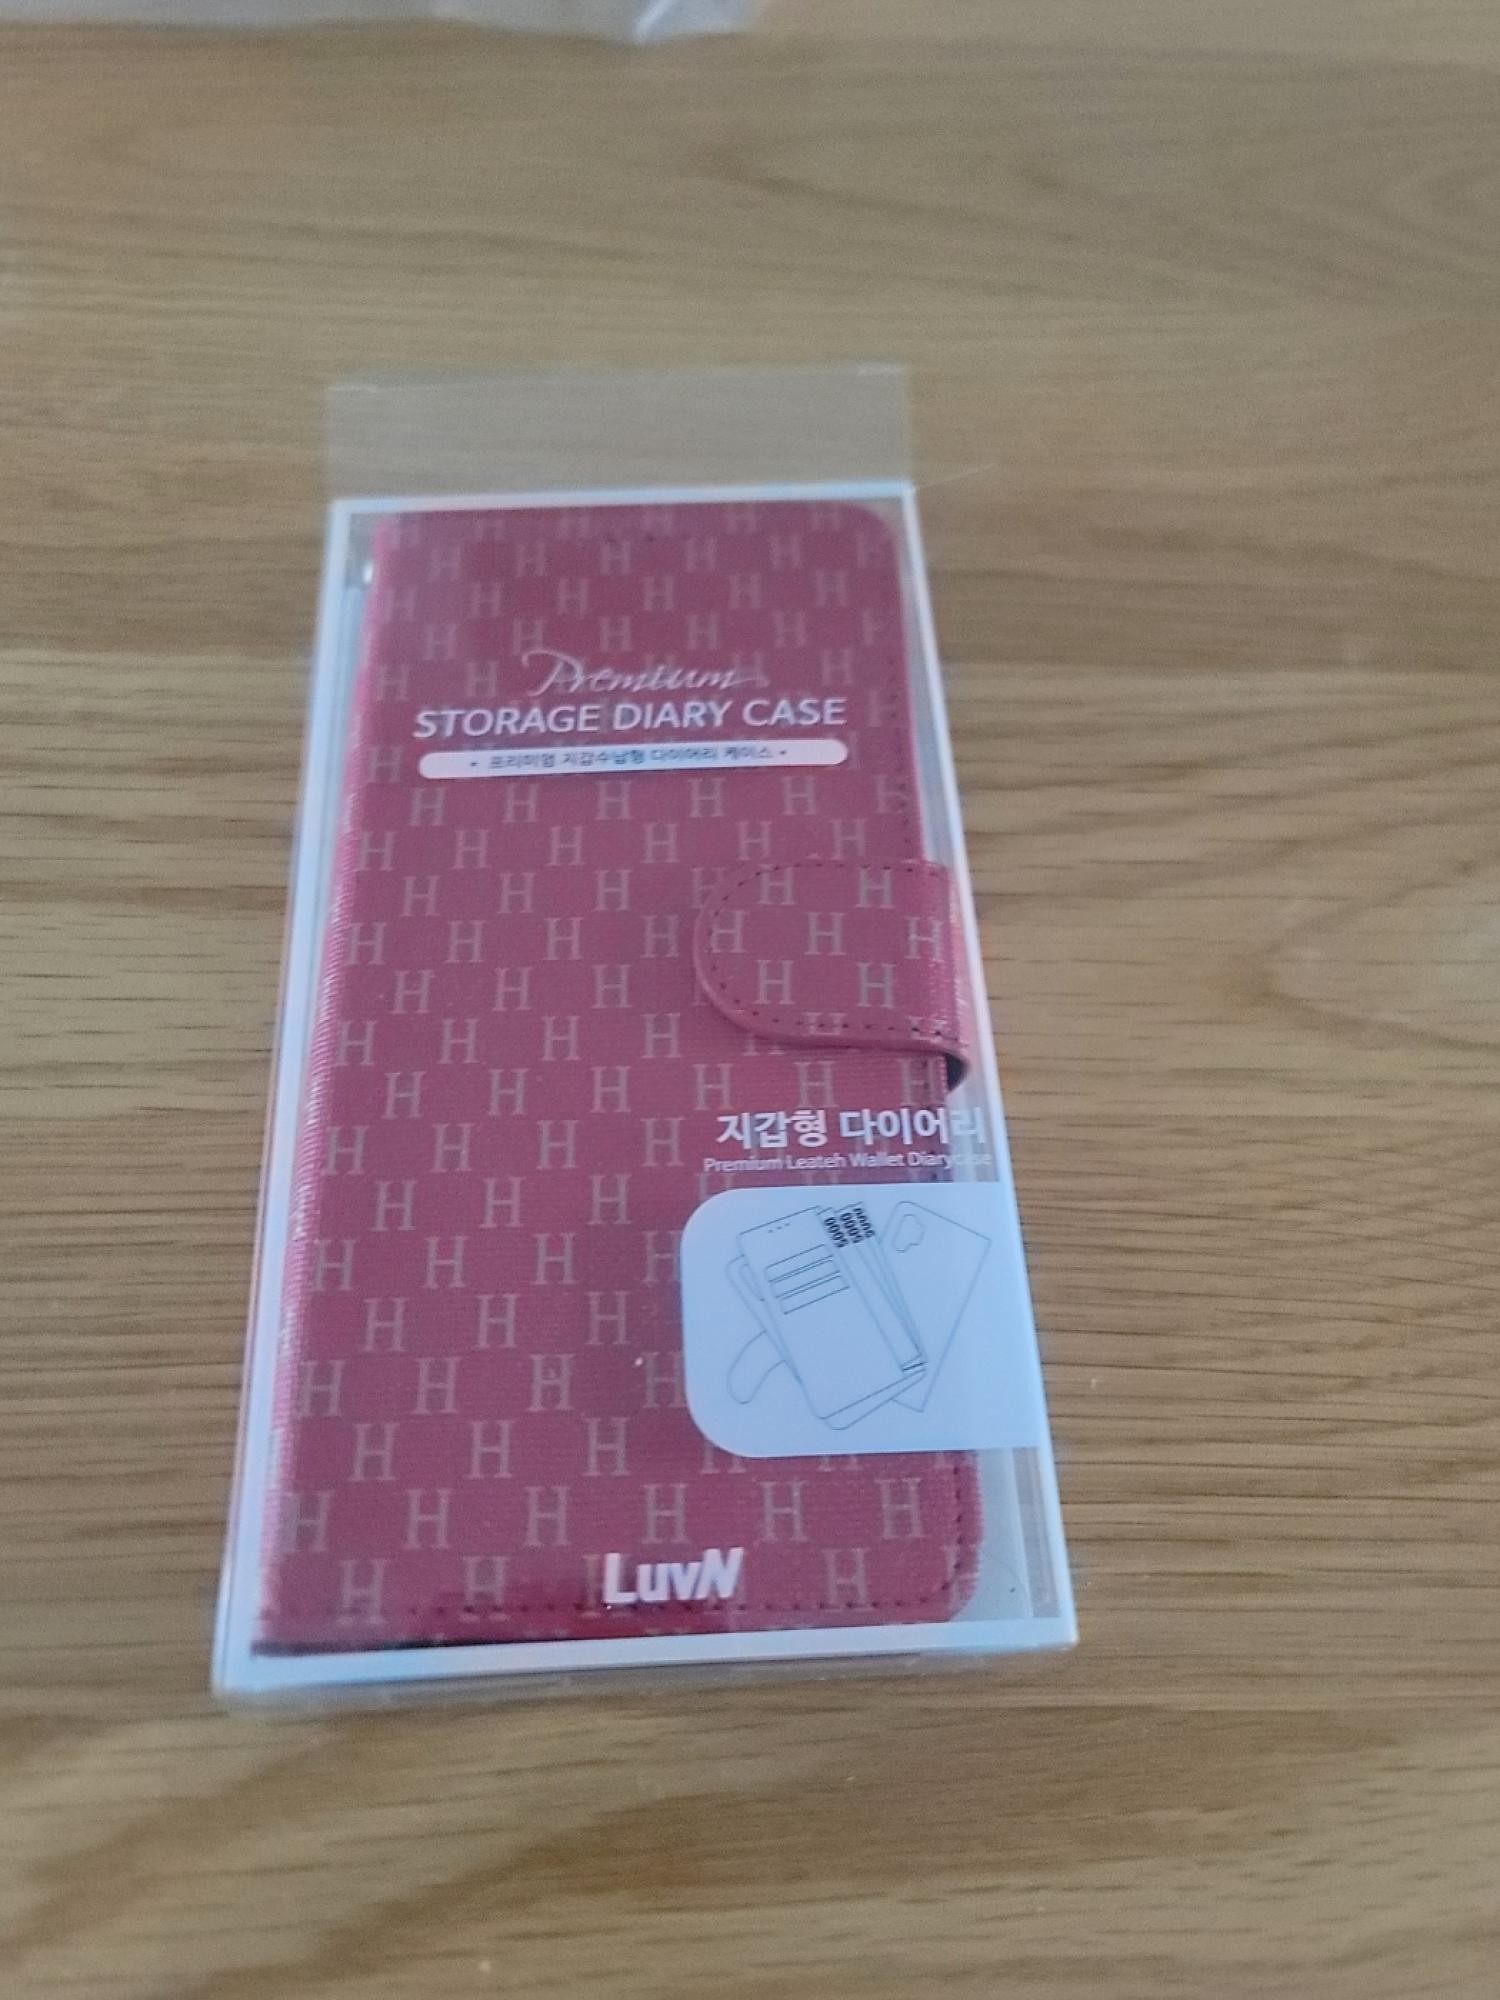 Premium
STORAGE DIARY CASE
• 프리미엄 지갑수납형 다이어리 케이스 •
지갑형 다이어리
Premium Leateh Wallet Diarycase
LuvN